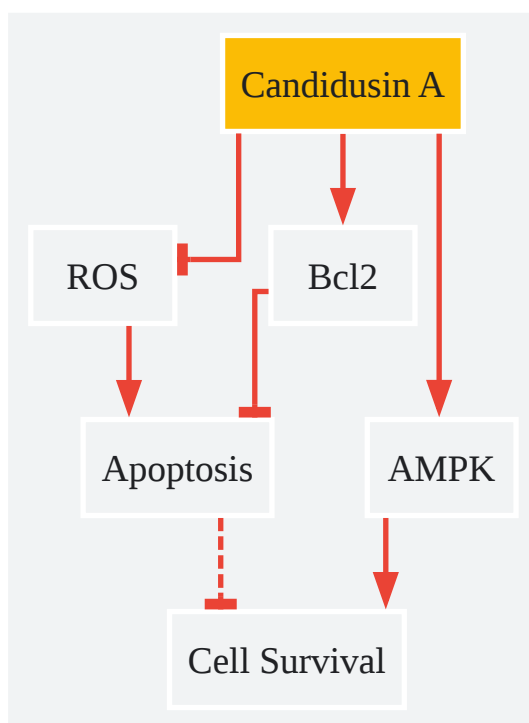 Candidusin A
ROS
Bcl2
Apoptosis
AMPK
Cell Survival